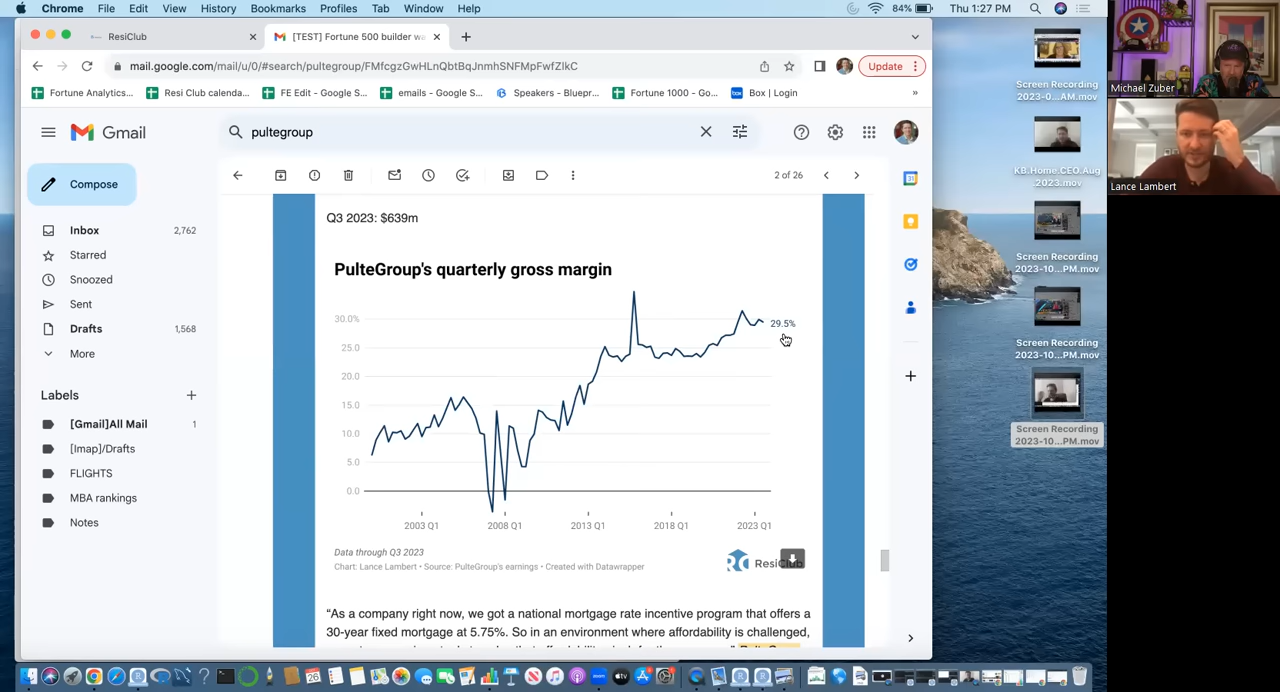 Chrome File Edit View History Bookmarks Profiles Tab Window Help
84% Thu 1:27 PM
ResiClub
[TEST] Fortune 500 builder wa
mail.google.com/mail/u/0/#search/pultegroup/
Update
Fortune Analytics...
Resi Club calenda...
FE Edit - Google S...
emails - Google S...
Speakers - Bluepr...
Fortune 1000 - Go...
Box | Login
»
Gmail
pultegroup
Compose
2 of 26
Inbox 2,762
Starred
Snoozed
Sent
Drafts 1,568
More
Labels
[Gmail]All Mail 1
[Imap]/Drafts
FLIGHTS
MBA rankings
Notes
Q3 2023: $639m
PulteGroup's quarterly gross margin
30.0%
29.5%
25.0
20.0
15.0
10.0
5.0
0.0
2003 Q1 2008 Q1 2013 Q1 2018 Q1 2023 Q1
Data through Q3 2023
Chart: Lance Lambert • Source: PulteGroup's earnings • Created with Datawrapper
ResiClub
“As a company right now, we got a national mortgage rate incentive program that offers a
30-year fixed mortgage at 5.75%. So in an environment where affordability is challenged,
Screen Recording
2023-0...AM.mov
KB.Home.CEO.Aug
.2023.mov
Screen Recording
2023-10...PM.mov
Screen Recording
2023-10...PM.mov
Screen Recording
2023-10...PM.mov
Michael Zuber
Lance Lambert